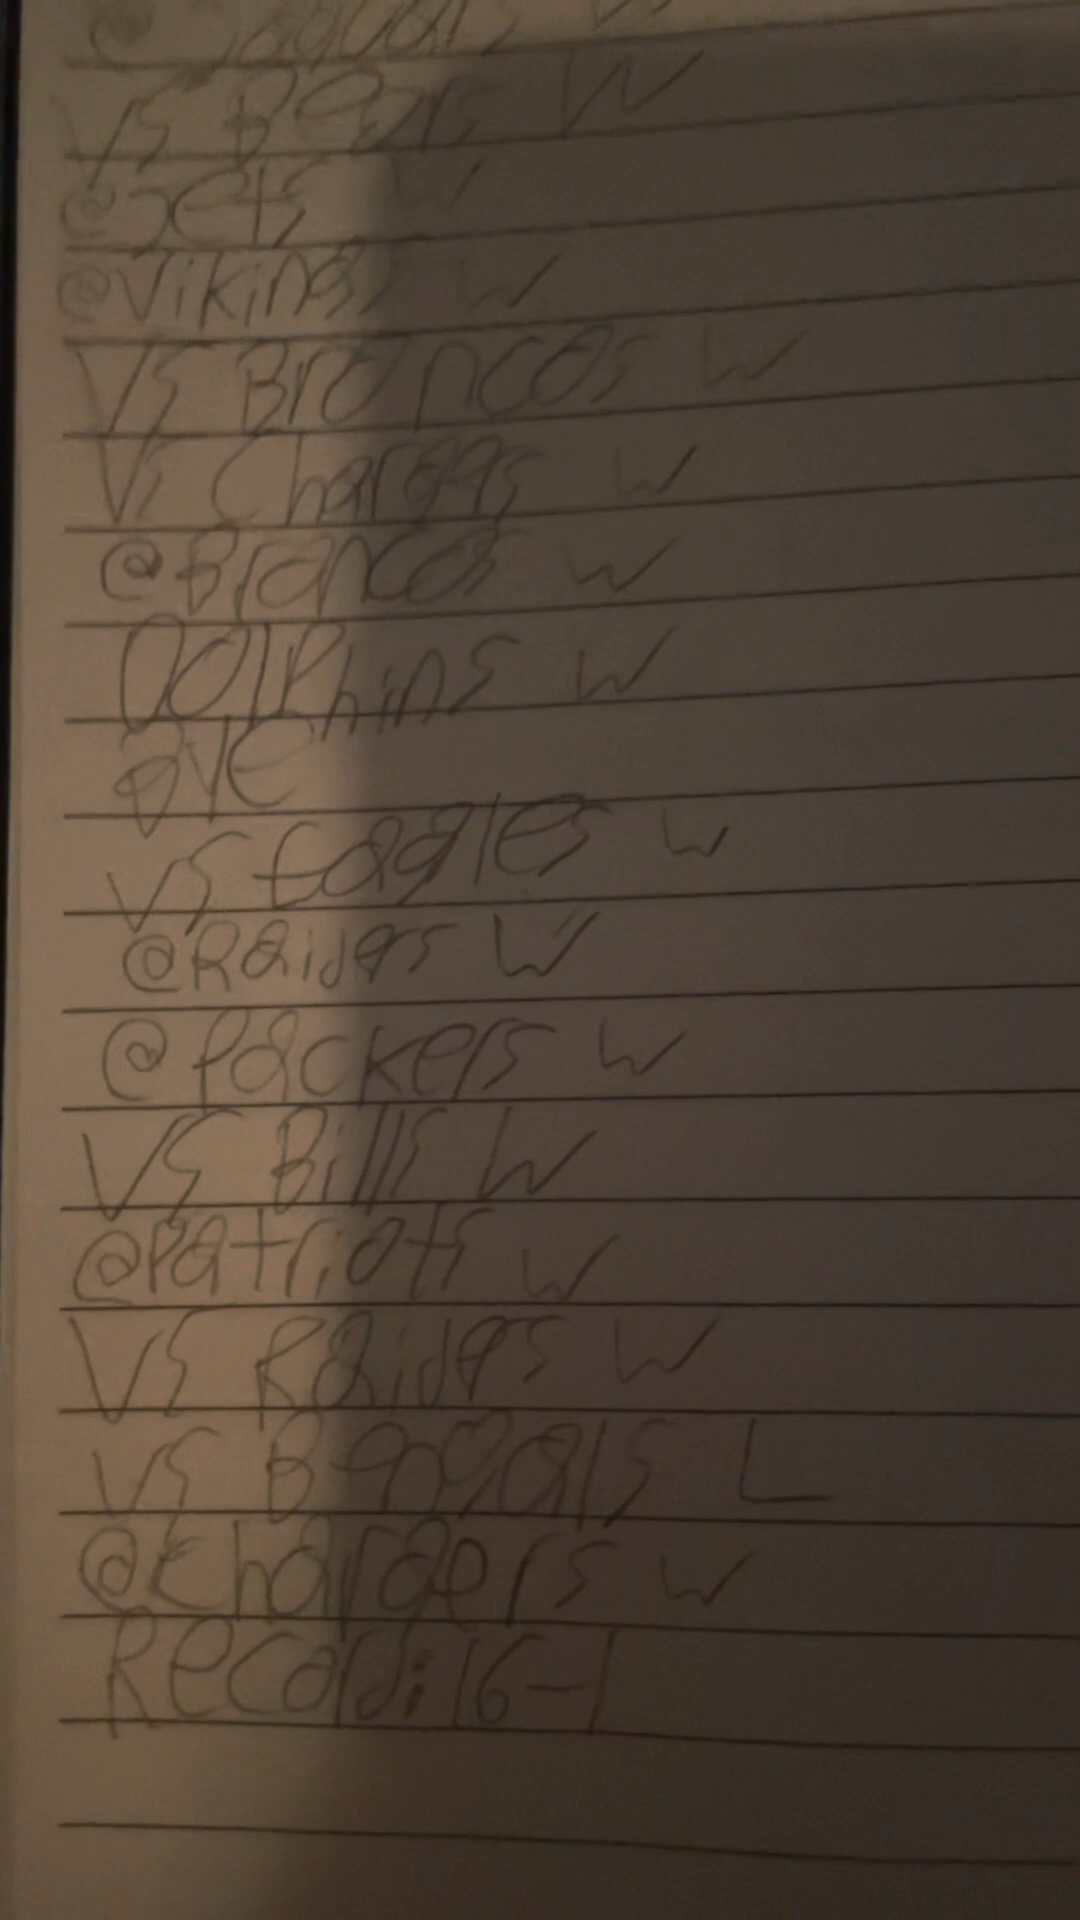 @Jaguars W
VS Bears W
@Jets W
@Vikings W
VS Broncos W
VS Chargers W
@Broncos W
Dolphins W
BYE
VS Eagles W
@Raiders W
@Packers W
VS Bills W
@Patriots W
VS Raiders W
VS Bengals L
@Chargers W
Record: 16-1